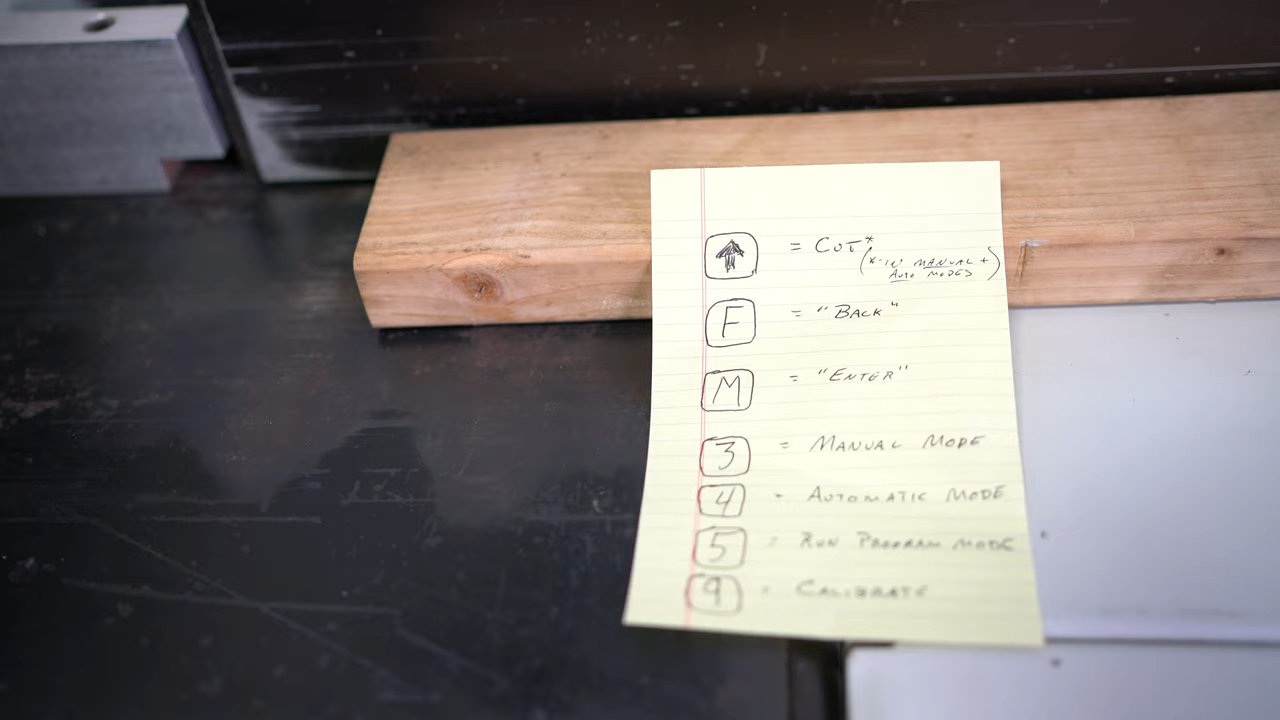 ↑ = CUT*
(*-IN MANUAL +
AUTO MODES)
F = "BACK"
M = "ENTER"
3 = MANUAL MODE
4 = AUTOMATIC MODE
5 = RUN PROGRAM MODE
9 = CALIBRATE